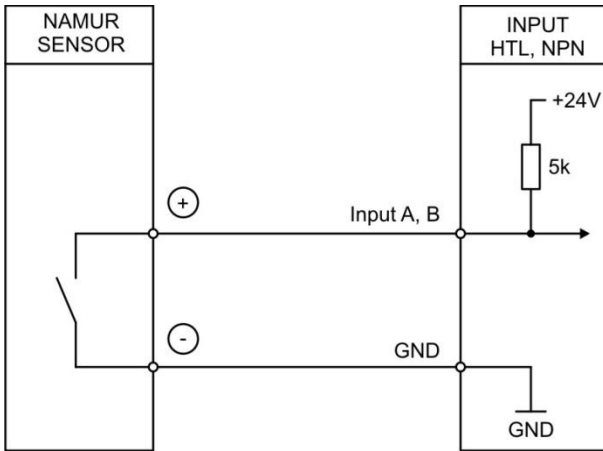 NAMUR
SENSOR
INPUT
HTL, NPN
+24V
5k
+
Input A, B
-
GND
GND